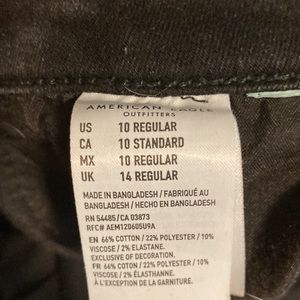 AMERICAN EAGLE
OUTFITTERS
US 10 REGULAR
CA 10 STANDARD
MX 10 REGULAR
UK 14 REGULAR
MADE IN BANGLADESH / FABRIQUÉ AU
BANGLADESH / HECHO EN BANGLADESH
RN 54485/CA 03873
RFC# AEM120605U9A
EN 66% COTTON / 22% POLYESTER / 10%
VISCOSE / 2% ELASTANE.
EXCLUSIVE OF DECORATION.
FR 66% COTON / 22% POLYESTER / 10%
VISCOSE / 2% ÉLASTHANNE.
À L'EXCEPTION DE LA GARNITURE.